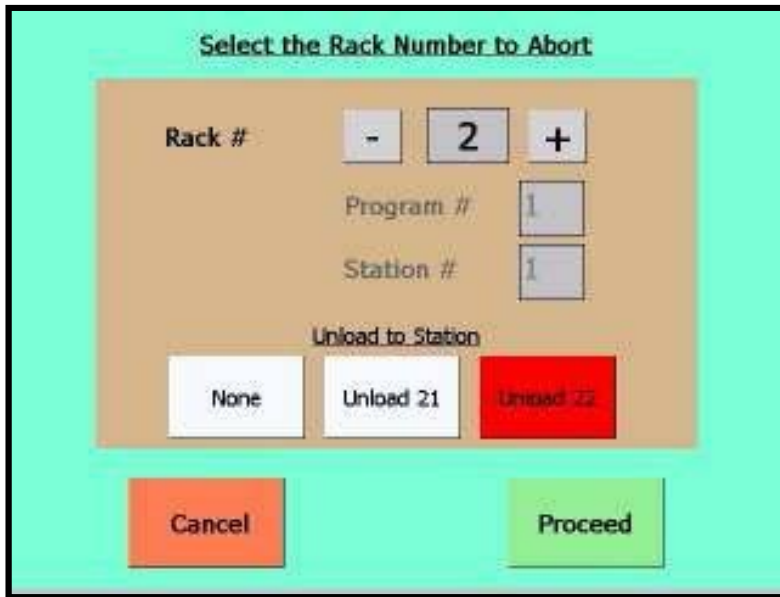 Select the Rack Number to Abort
Rack # - 2 +
Program # 1
Station # 1
Unload to Station
None Unload 21 Unload 22
Cancel Proceed